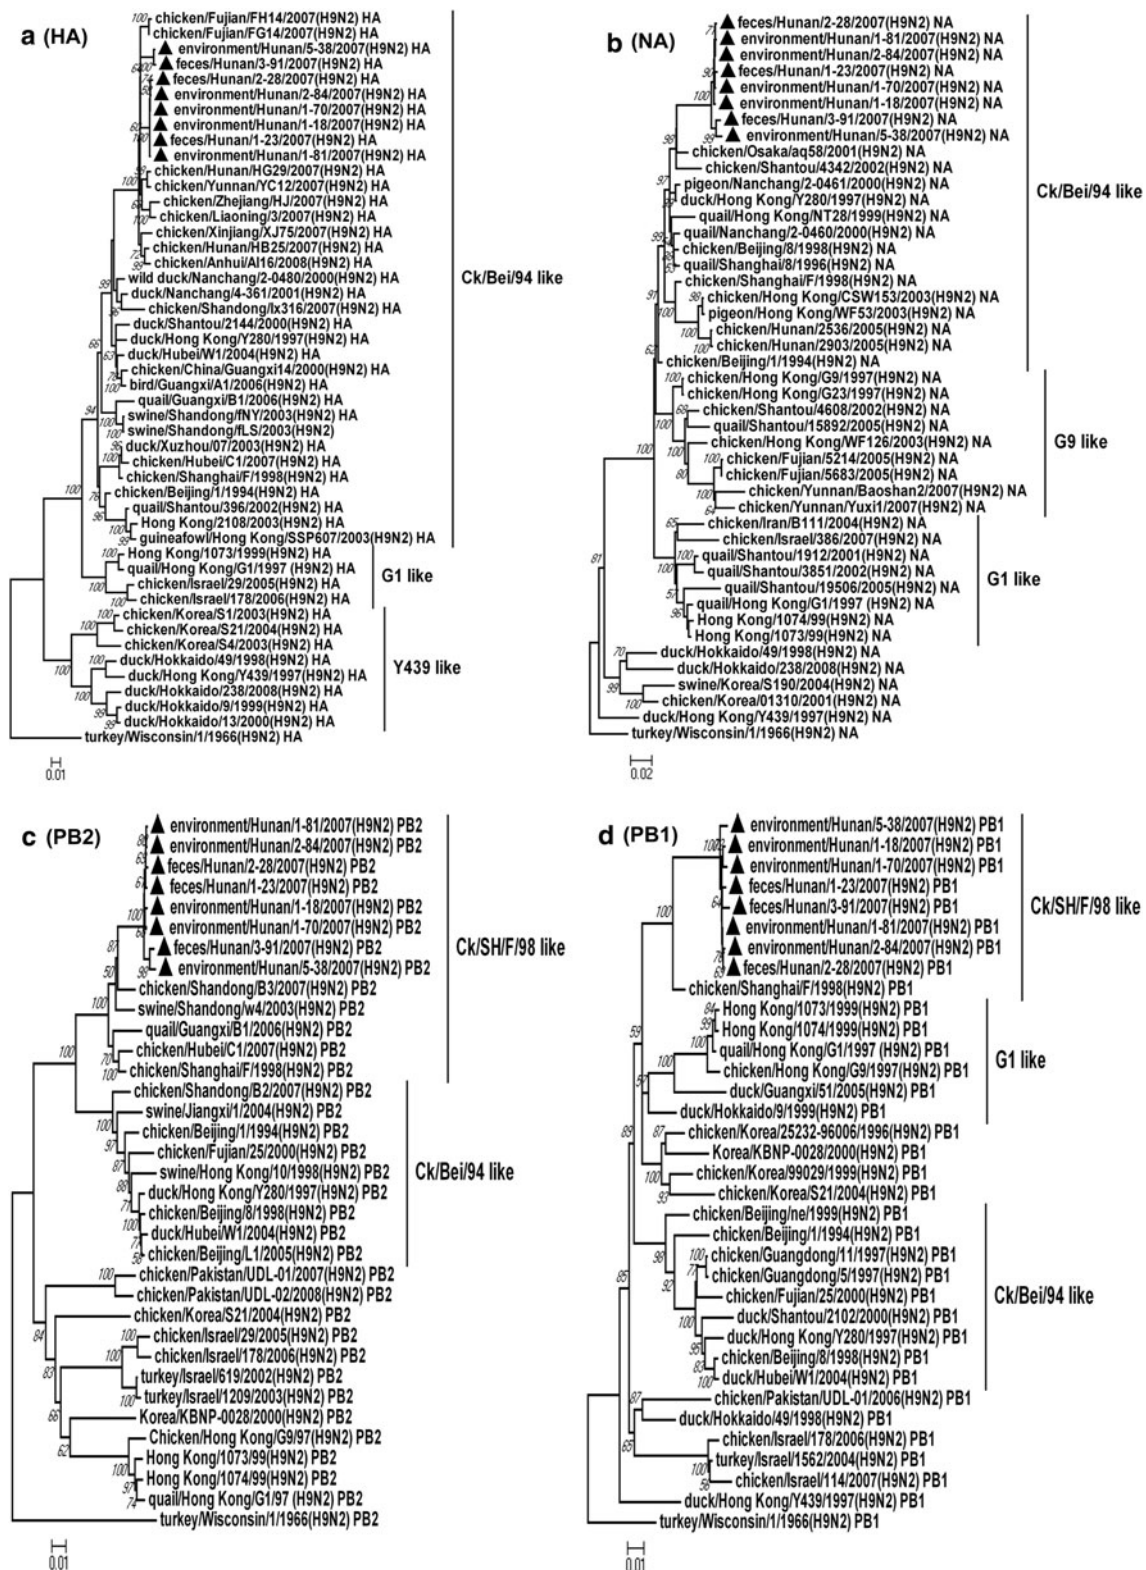 a (HA)
chicken/Fujian/FH14/2007(H9N2) HA
chicken/Fujian/FG14/2007(H9N2) HA
environment/Hunan/5-38/2007(H9N2) HA
feces/Hunan/3-91/2007(H9N2) HA
feces/Hunan/2-28/2007(H9N2) HA
environment/Hunan/2-84/2007(H9N2) HA
environment/Hunan/1-70/2007(H9N2) HA
environment/Hunan/1-18/2007(H9N2) HA
feces/Hunan/1-23/2007(H9N2) HA
environment/Hunan/1-81/2007(H9N2) HA
chicken/Hunan/HG29/2007(H9N2) HA
chicken/Yunnan/YC12/2007(H9N2) HA
chicken/Zhejiang/HJ/2007(H9N2) HA
chicken/Liaoning/3/2007(H9N2) HA
chicken/Xinjiang/XJ75/2007(H9N2) HA
chicken/Hunan/HB25/2007(H9N2) HA
chicken/Anhui/AI16/2008(H9N2) HA
wild duck/Nanchang/2-0480/2000(H9N2) HA
duck/Nanchang/4-361/2001(H9N2) HA
chicken/Shandong/lx316/2007(H9N2) HA
duck/Shantou/2144/2000(H9N2) HA
duck/Hong Kong/Y280/1997(H9N2) HA
duck/Hubei/W1/2004(H9N2) HA
chicken/China/Guangxi14/2000(H9N2) HA
bird/Guangxi/A1/2006(H9N2) HA
quail/Guangxi/B1/2006(H9N2) HA
swine/Shandong/fNY/2003(H9N2) HA
swine/Shandong/fLS/2003(H9N2)
duck/Xuzhou/07/2003(H9N2) HA
chicken/Hubei/C1/2007(H9N2) HA
chicken/Shanghai/F/1998(H9N2) HA
chicken/Beijing/1/1994(H9N2) HA
quail/Shantou/396/2002(H9N2) HA
Hong Kong/2108/2003(H9N2) HA
guineafowl/Hong Kong/SSP607/2003(H9N2) HA
Hong Kong/1073/1999(H9N2) HA
quail/Hong Kong/G1/1997 (H9N2) HA
chicken/Israel/29/2005(H9N2) HA
chicken/Israel/178/2006(H9N2) HA
chicken/Korea/S1/2003(H9N2) HA
chicken/Korea/S21/2004(H9N2) HA
chicken/Korea/S4/2003(H9N2) HA
duck/Hokkaido/49/1998(H9N2) HA
duck/Hong Kong/Y439/1997(H9N2) HA
duck/Hokkaido/238/2008(H9N2) HA
duck/Hokkaido/9/1999(H9N2) HA
duck/Hokkaido/13/2000(H9N2) HA
turkey/Wisconsin/1/1966(H9N2) HA
Ck/Bei/94 like
G1 like
Y439 like
0.01
b (NA)
feces/Hunan/2-28/2007(H9N2) NA
environment/Hunan/1-81/2007(H9N2) NA
environment/Hunan/2-84/2007(H9N2) NA
feces/Hunan/1-23/2007(H9N2) NA
environment/Hunan/1-70/2007(H9N2) NA
environment/Hunan/1-18/2007(H9N2) NA
feces/Hunan/3-91/2007(H9N2) NA
environment/Hunan/5-38/2007(H9N2) NA
chicken/Osaka/aq58/2001(H9N2) NA
chicken/Shantou/4342/2002(H9N2) NA
pigeon/Nanchang/2-0461/2000(H9N2) NA
duck/Hong Kong/Y280/1997(H9N2) NA
quail/Hong Kong/NT28/1999(H9N2) NA
quail/Nanchang/2-0460/2000(H9N2) NA
chicken/Beijing/8/1998(H9N2) NA
quail/Shanghai/8/1996(H9N2) NA
chicken/Shanghai/F/1998(H9N2) NA
chicken/Hong Kong/CSW153/2003(H9N2) NA
pigeon/Hong Kong/WF53/2003(H9N2) NA
chicken/Hunan/2536/2005(H9N2) NA
chicken/Hunan/2903/2005(H9N2) NA
chicken/Beijing/1/1994(H9N2) NA
chicken/Hong Kong/G9/1997(H9N2) NA
chicken/Hong Kong/G23/1997(H9N2) NA
chicken/Shantou/4608/2002(H9N2) NA
quail/Shantou/15892/2005(H9N2) NA
chicken/Hong Kong/WF126/2003(H9N2) NA
chicken/Fujian/5214/2005(H9N2) NA
chicken/Fujian/5683/2005(H9N2) NA
chicken/Yunnan/Baoshan2/2007(H9N2) NA
chicken/Yunnan/Yuxi1/2007(H9N2) NA
chicken/Iran/B111/2004(H9N2) NA
chicken/Israel/386/2007(H9N2) NA
quail/Shantou/1912/2001(H9N2) NA
quail/Shantou/3851/2002(H9N2) NA
quail/Shantou/19506/2005(H9N2) NA
quail/Hong Kong/G1/1997 (H9N2) NA
Hong Kong/1074/99(H9N2) NA
Hong Kong/1073/99(H9N2) NA
duck/Hokkaido/49/1998(H9N2) NA
duck/Hokkaido/238/2008(H9N2) NA
swine/Korea/S190/2004(H9N2) NA
chicken/Korea/01310/2001(H9N2) NA
duck/Hong Kong/Y439/1997(H9N2) NA
turkey/Wisconsin/1/1966(H9N2) NA
Ck/Bei/94 like
G9 like
G1 like
0.02
c (PB2)
environment/Hunan/1-81/2007(H9N2) PB2
environment/Hunan/2-84/2007(H9N2) PB2
feces/Hunan/2-28/2007(H9N2) PB2
feces/Hunan/1-23/2007(H9N2) PB2
environment/Hunan/1-18/2007(H9N2) PB2
environment/Hunan/1-70/2007(H9N2) PB2
feces/Hunan/3-91/2007(H9N2) PB2
environment/Hunan/5-38/2007(H9N2) PB2
chicken/Shandong/B3/2007(H9N2) PB2
swine/Shandong/w4/2003(H9N2) PB2
quail/Guangxi/B1/2006(H9N2) PB2
chicken/Hubei/C1/2007(H9N2) PB2
chicken/Shanghai/F/1998(H9N2) PB2
chicken/Shandong/B2/2007(H9N2) PB2
swine/Jiangxi/1/2004(H9N2) PB2
chicken/Beijing/1/1994(H9N2) PB2
chicken/Fujian/25/2000(H9N2) PB2
swine/Hong Kong/10/1998(H9N2) PB2
duck/Hong Kong/Y280/1997(H9N2) PB2
chicken/Beijing/8/1998(H9N2) PB2
duck/Hubei/W1/2004(H9N2) PB2
chicken/Beijing/L1/2005(H9N2) PB2
chicken/Pakistan/UDL-01/2007(H9N2) PB2
chicken/Pakistan/UDL-02/2008(H9N2) PB2
chicken/Korea/S21/2004(H9N2) PB2
chicken/Israel/29/2005(H9N2) PB2
chicken/Israel/178/2006(H9N2) PB2
turkey/Israel/619/2002(H9N2) PB2
turkey/Israel/1209/2003(H9N2) PB2
Korea/KBNP-0028/2000(H9N2) PB2
Chicken/Hong Kong/G9/97(H9N2) PB2
Hong Kong/1073/99(H9N2) PB2
Hong Kong/1074/99(H9N2) PB2
quail/Hong Kong/G1/97 (H9N2) PB2
turkey/Wisconsin/1/1966(H9N2) PB2
Ck/SH/F/98 like
Ck/Bei/94 like
0.01
d (PB1)
environment/Hunan/5-38/2007(H9N2) PB1
environment/Hunan/1-18/2007(H9N2) PB1
environment/Hunan/1-70/2007(H9N2) PB1
feces/Hunan/1-23/2007(H9N2) PB1
feces/Hunan/3-91/2007(H9N2) PB1
environment/Hunan/1-81/2007(H9N2) PB1
environment/Hunan/2-84/2007(H9N2) PB1
feces/Hunan/2-28/2007(H9N2) PB1
chicken/Shanghai/F/1998(H9N2) PB1
Hong Kong/1073/1999(H9N2) PB1
Hong Kong/1074/1999(H9N2) PB1
quail/Hong Kong/G1/1997 (H9N2) PB1
chicken/Hong Kong/G9/1997(H9N2) PB1
duck/Guangxi/51/2005(H9N2) PB1
duck/Hokkaido/9/1999(H9N2) PB1
chicken/Korea/25232-96006/1996(H9N2) PB1
Korea/KBNP-0028/2000(H9N2) PB1
chicken/Korea/99029/1999(H9N2) PB1
chicken/Korea/S21/2004(H9N2) PB1
chicken/Beijing/ne/1999(H9N2) PB1
chicken/Beijing/1/1994(H9N2) PB1
chicken/Guangdong/11/1997(H9N2) PB1
chicken/Guangdong/5/1997(H9N2) PB1
chicken/Fujian/25/2000(H9N2) PB1
duck/Shantou/2102/2000(H9N2) PB1
duck/Hong Kong/Y280/1997(H9N2) PB1
chicken/Beijing/8/1998(H9N2) PB1
duck/Hubei/W1/2004(H9N2) PB1
chicken/Pakistan/UDL-01/2006(H9N2) PB1
duck/Hokkaido/49/1998(H9N2) PB1
chicken/Israel/178/2006(H9N2) PB1
turkey/Israel/1562/2004(H9N2) PB1
chicken/Israel/114/2007(H9N2) PB1
duck/Hong Kong/Y439/1997(H9N2) PB1
turkey/Wisconsin/1/1966(H9N2) PB1
Ck/SH/F/98 like
G1 like
Ck/Bei/94 like
0.01